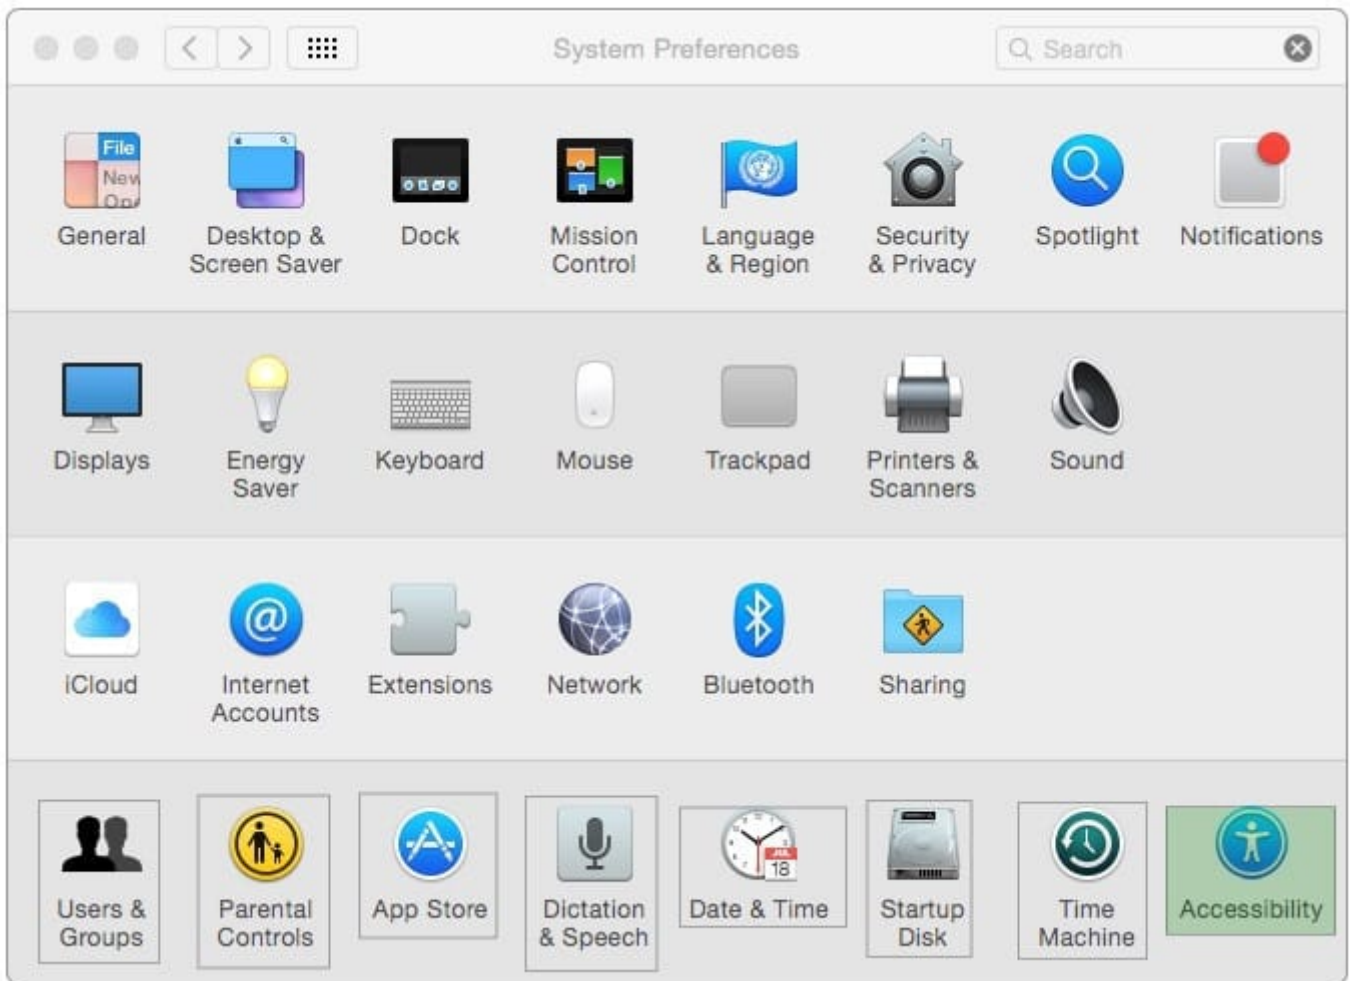 System Preferences
Search
File
New
General
Desktop &
Screen Saver
Dock
Mission
Control
Language
& Region
Security
& Privacy
Spotlight
Notifications
Displays
Energy
Saver
Keyboard
Mouse
Trackpad
Printers &
Scanners
Sound
iCloud
@
Internet
Accounts
Extensions
Network
Bluetooth
Sharing
Users &
Groups
Parental
Controls
App Store
Dictation
& Speech
JUL
18
Date & Time
Startup
Disk
Time
Machine
Accessibility